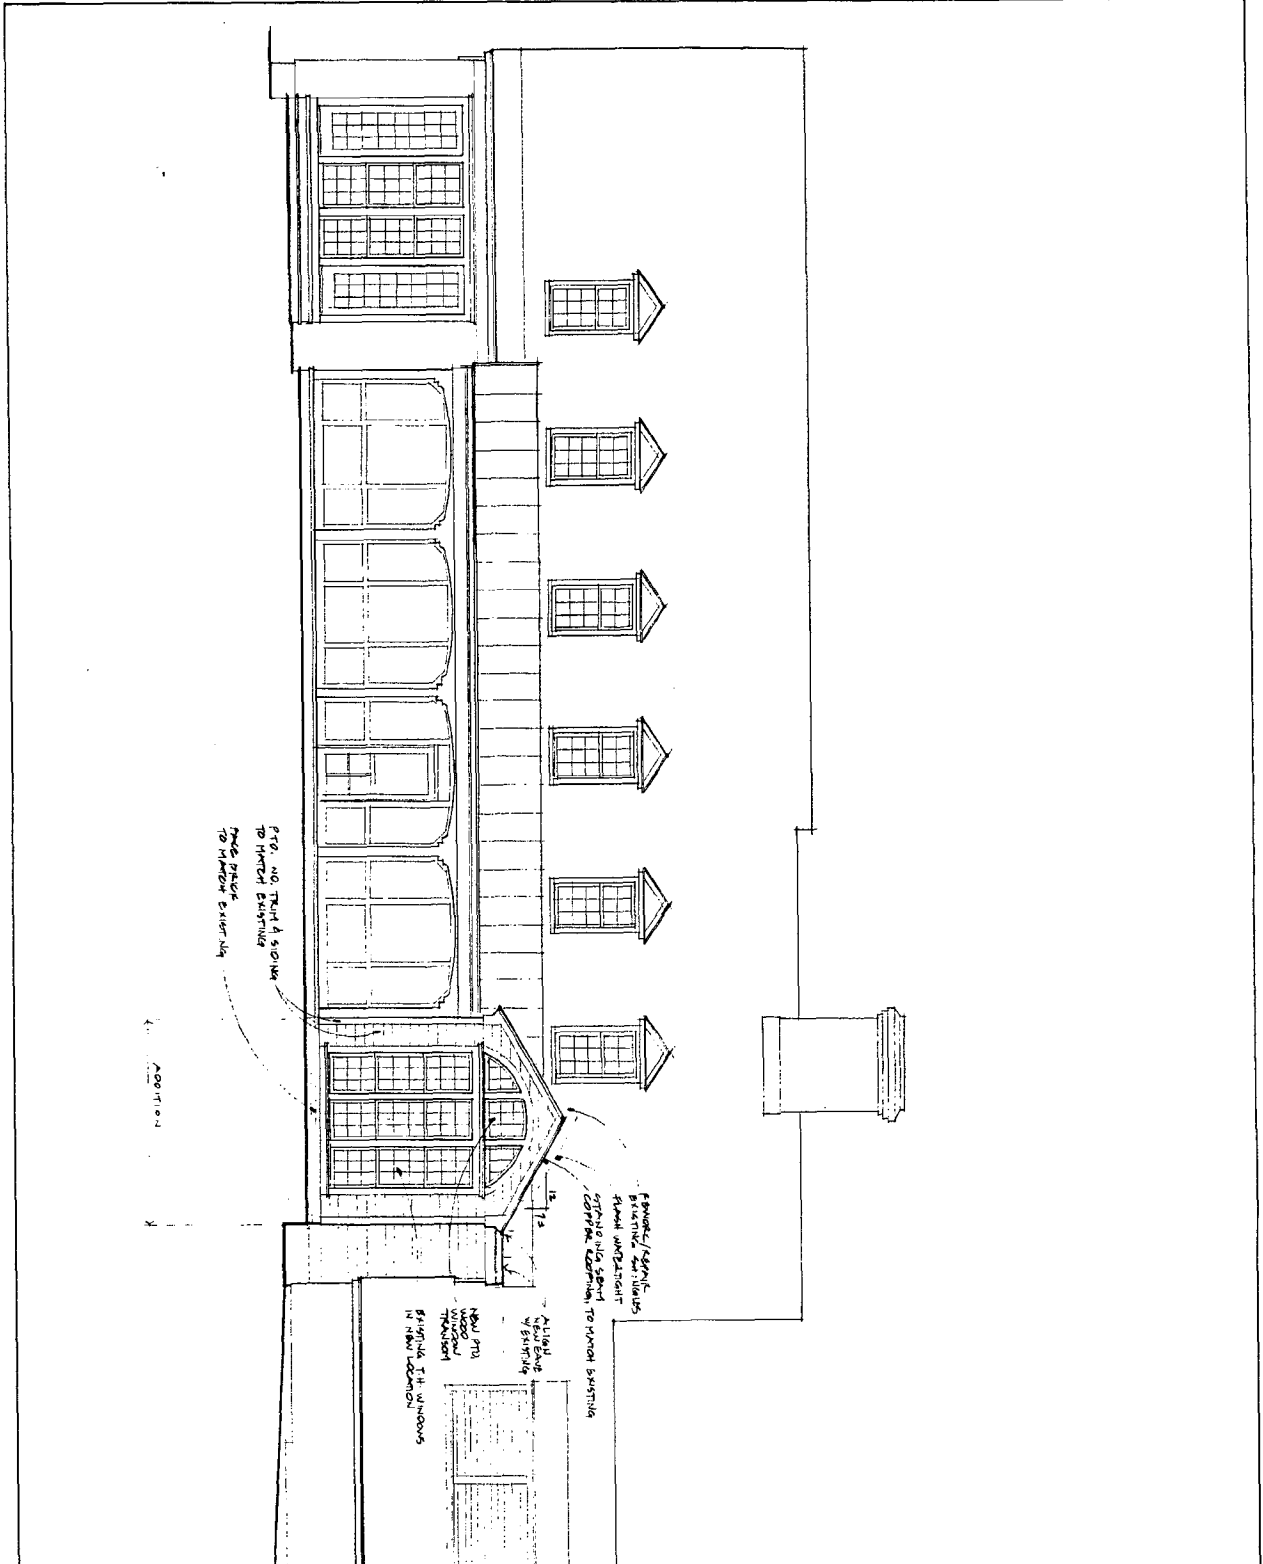 REMOVE/REPAIR
EXISTING SHINGLES
FLASH WATERTIGHT
STANDING SEAM
COPPER ROOFING, TO MATCH EXISTING
12
ALIGN
NEW EAVE
W/ EXISTING
NEW PTD.
WOOD
WINDOW
TRANSOM
EXISTING T.H. WINDOWS
IN NEW LOCATION
PTD. WD. TRIM & SIDING
TO MATCH EXISTING
FACE BRICK
TO MATCH EXISTING
ADDITION